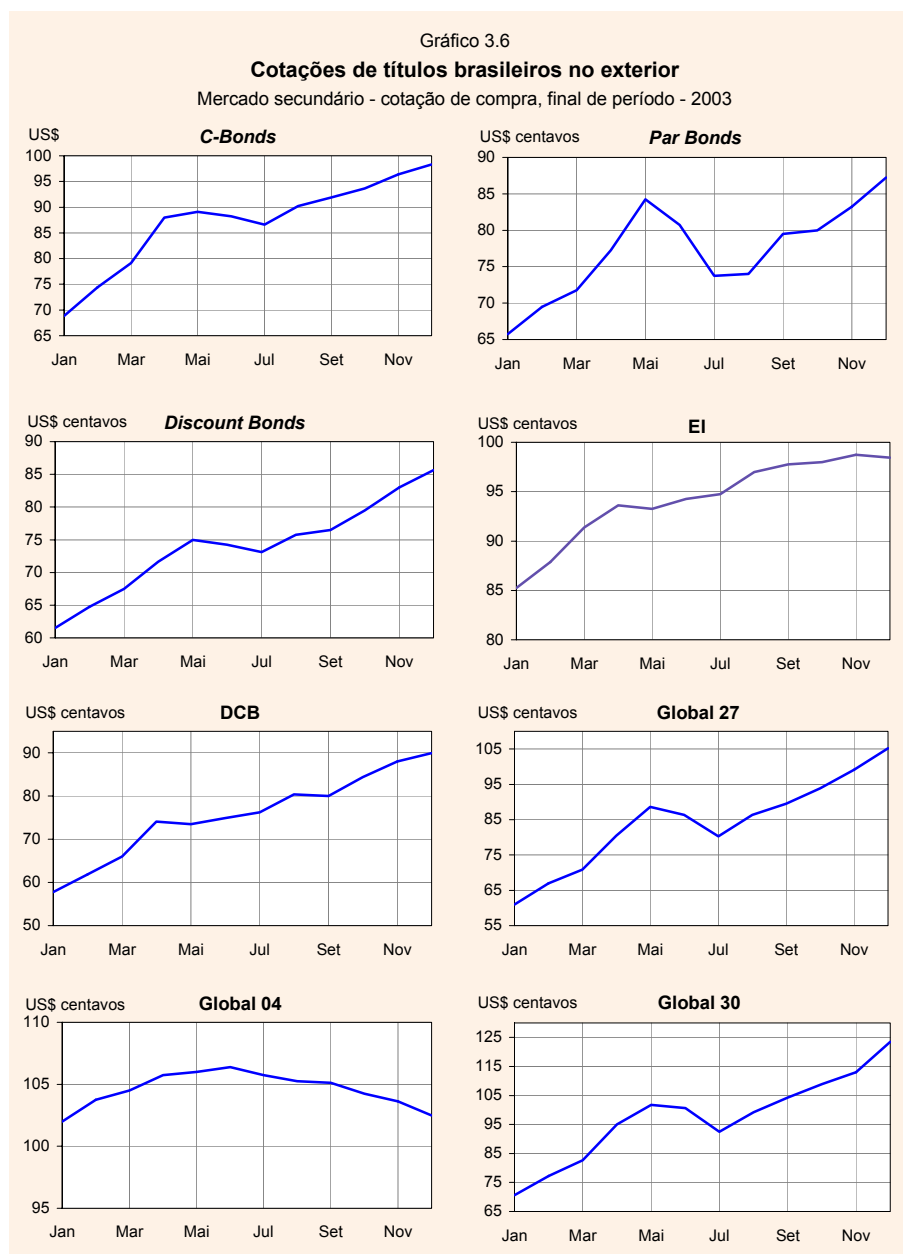 Gráfico 3.6
Cotações de títulos brasileiros no exterior
Mercado secundário - cotação de compra, final de período - 2003
US$
C-Bonds
100
95
90
85
80
75
70
65
Jan Mar Mai Jul Set Nov
US$ centavos
Par Bonds
90
85
80
75
70
65
Jan Mar Mai Jul Set Nov
US$ centavos
Discount Bonds
90
85
80
75
70
65
60
Jan Mar Mai Jul Set Nov
US$ centavos
EI
100
95
90
85
80
Jan Mar Mai Jul Set Nov
US$ centavos
DCB
90
80
70
60
50
Jan Mar Mai Jul Set Nov
US$ centavos
Global 27
105
95
85
75
65
55
Jan Mar Mai Jul Set Nov
US$ centavos
Global 04
110
105
100
95
Jan Mar Mai Jul Set Nov
US$ centavos
Global 30
125
115
105
95
85
75
65
Jan Mar Mai Jul Set Nov